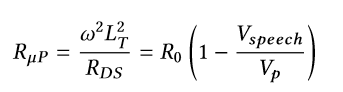 R_{μP} = \frac{ω^2 L_T^2}{R_{DS}} = R_0 \left( 1 - \frac{V_{speech}}{V_p} \right)